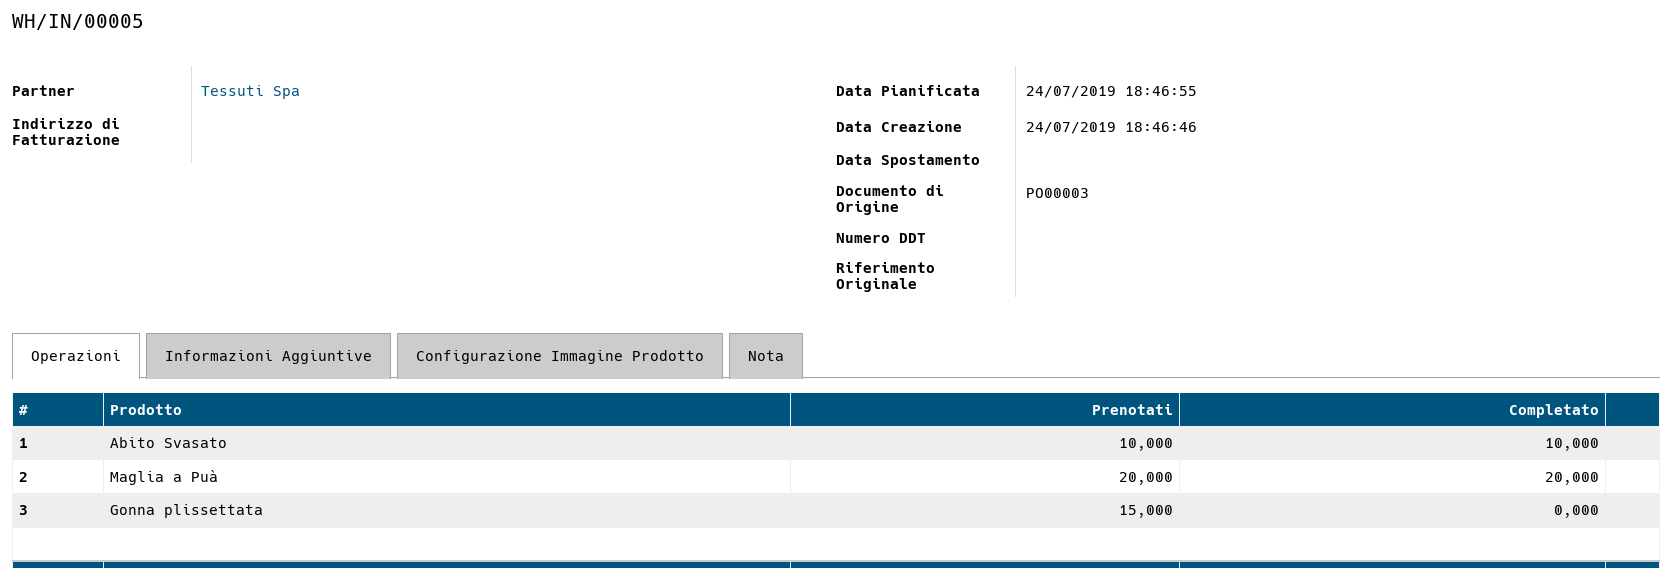 WH/IN/00005
Partner Tessuti Spa
Indirizzo di
Fatturazione
Data Pianificata 24/07/2019 18:46:55
Data Creazione 24/07/2019 18:46:46
Data Spostamento
Documento di
Origine PO00003
Numero DDT
Riferimento
Originale
Operazioni Informazioni Aggiuntive Configurazione Immagine Prodotto Nota
# Prodotto Prenotati Completato
1 Abito Svasato 10,000 10,000
2 Maglia a Puà 20,000 20,000
3 Gonna plissettata 15,000 0,000